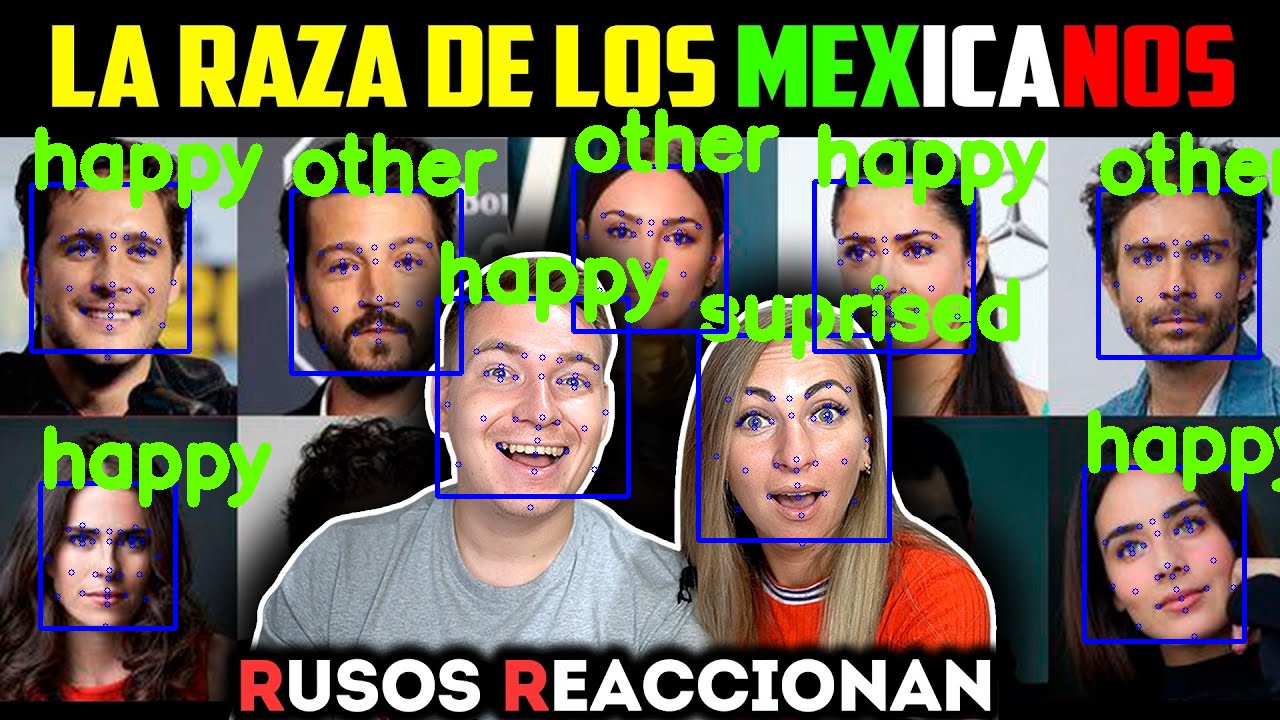 LA RAZA DE LOS MEXICANOS
happy
other
other
happy
other
happy
suprised
happy
happy
RUSOS REACCIONAN